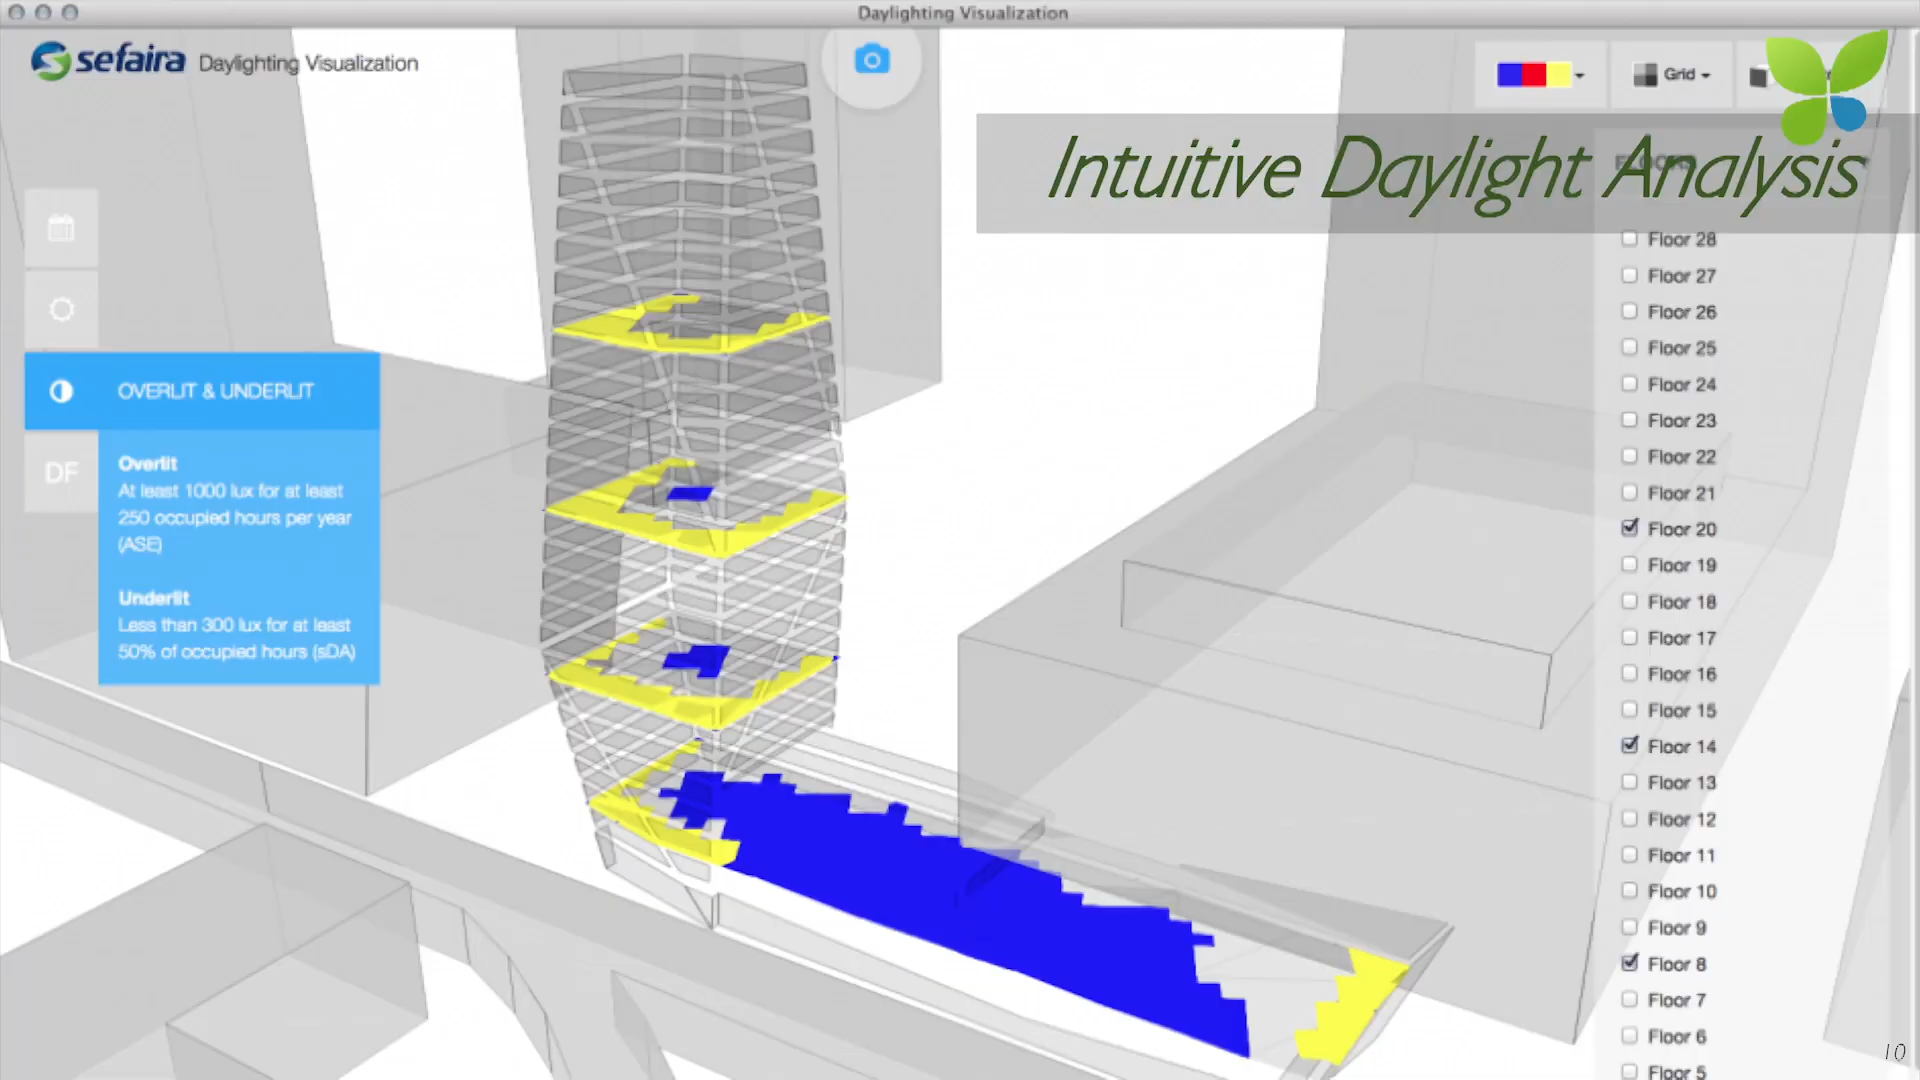 Daylighting Visualization
sefaira Daylighting Visualization
Grid
Intuitive Daylight Analysis
FLOORS
Floor 28
Floor 27
Floor 26
Floor 25
Floor 24
Floor 23
Floor 22
Floor 21
Floor 20
Floor 19
Floor 18
Floor 17
Floor 16
Floor 15
Floor 14
Floor 13
Floor 12
Floor 11
Floor 10
Floor 9
Floor 8
Floor 7
Floor 6
Floor 5
OVERLIT & UNDERLIT
DF
Overlit
At least 1000 lux for at least
250 occupied hours per year
(ASE)
Underlit
Less than 300 lux for at least
50% of occupied hours (sDA)
10